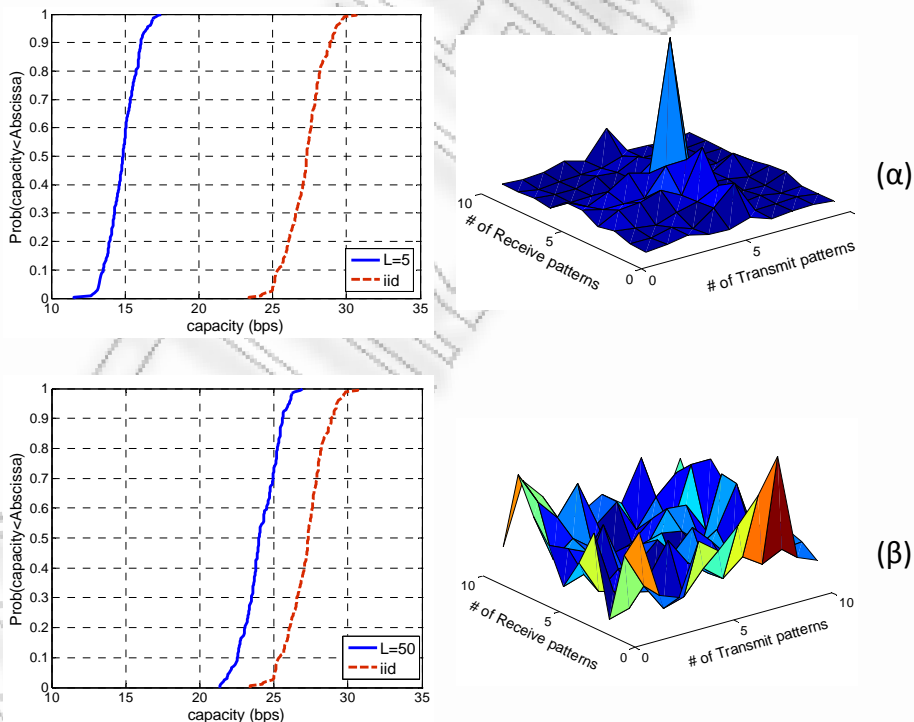 1
0.9
0.8
0.7
0.6
0.5
0.4
0.3
0.2
0.1
0
Prob(capacity<Abscissa)
L=5
iid
10 15 20 25 30 35
capacity (bps)
10
5
0
# of Receive patterns
0
5
# of Transmit patterns
(α)
1
0.9
0.8
0.7
0.6
0.5
0.4
0.3
0.2
0.1
0
Prob(capacity<Abscissa)
L=50
iid
10 15 20 25 30 35
capacity (bps)
10
5
0
# of Receive patterns
0
5
10
# of Transmit patterns
(β)